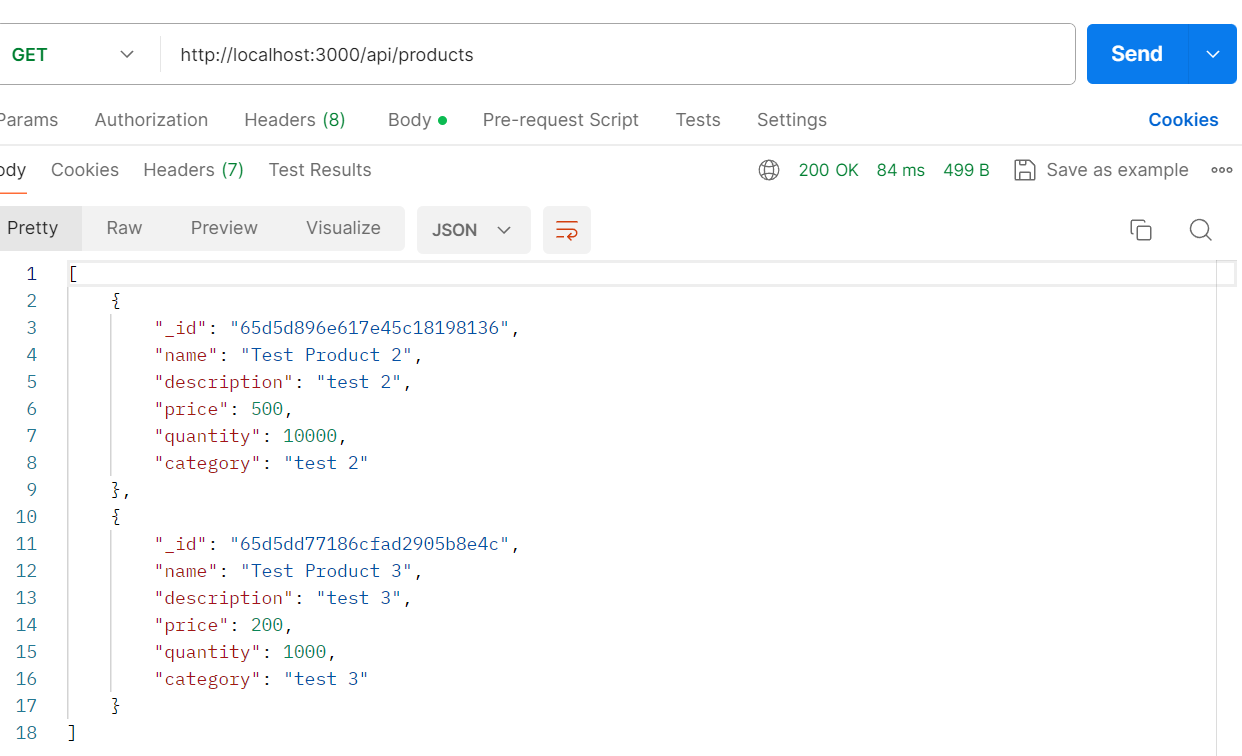 GET http://localhost:3000/api/products Send
Params Authorization Headers (8) Body Pre-request Script Tests Settings Cookies
ody Cookies Headers (7) Test Results 200 OK 84 ms 499 B Save as example
Pretty Raw Preview Visualize JSON
1 [
2 {
3 "_id": "65d5d896e617e45c18198136",
4 "name": "Test Product 2",
5 "description": "test 2",
6 "price": 500,
7 "quantity": 10000,
8 "category": "test 2"
9 },
10 {
11 "_id": "65d5dd77186cfad2905b8e4c",
12 "name": "Test Product 3",
13 "description": "test 3",
14 "price": 200,
15 "quantity": 1000,
16 "category": "test 3"
17 }
18 ]